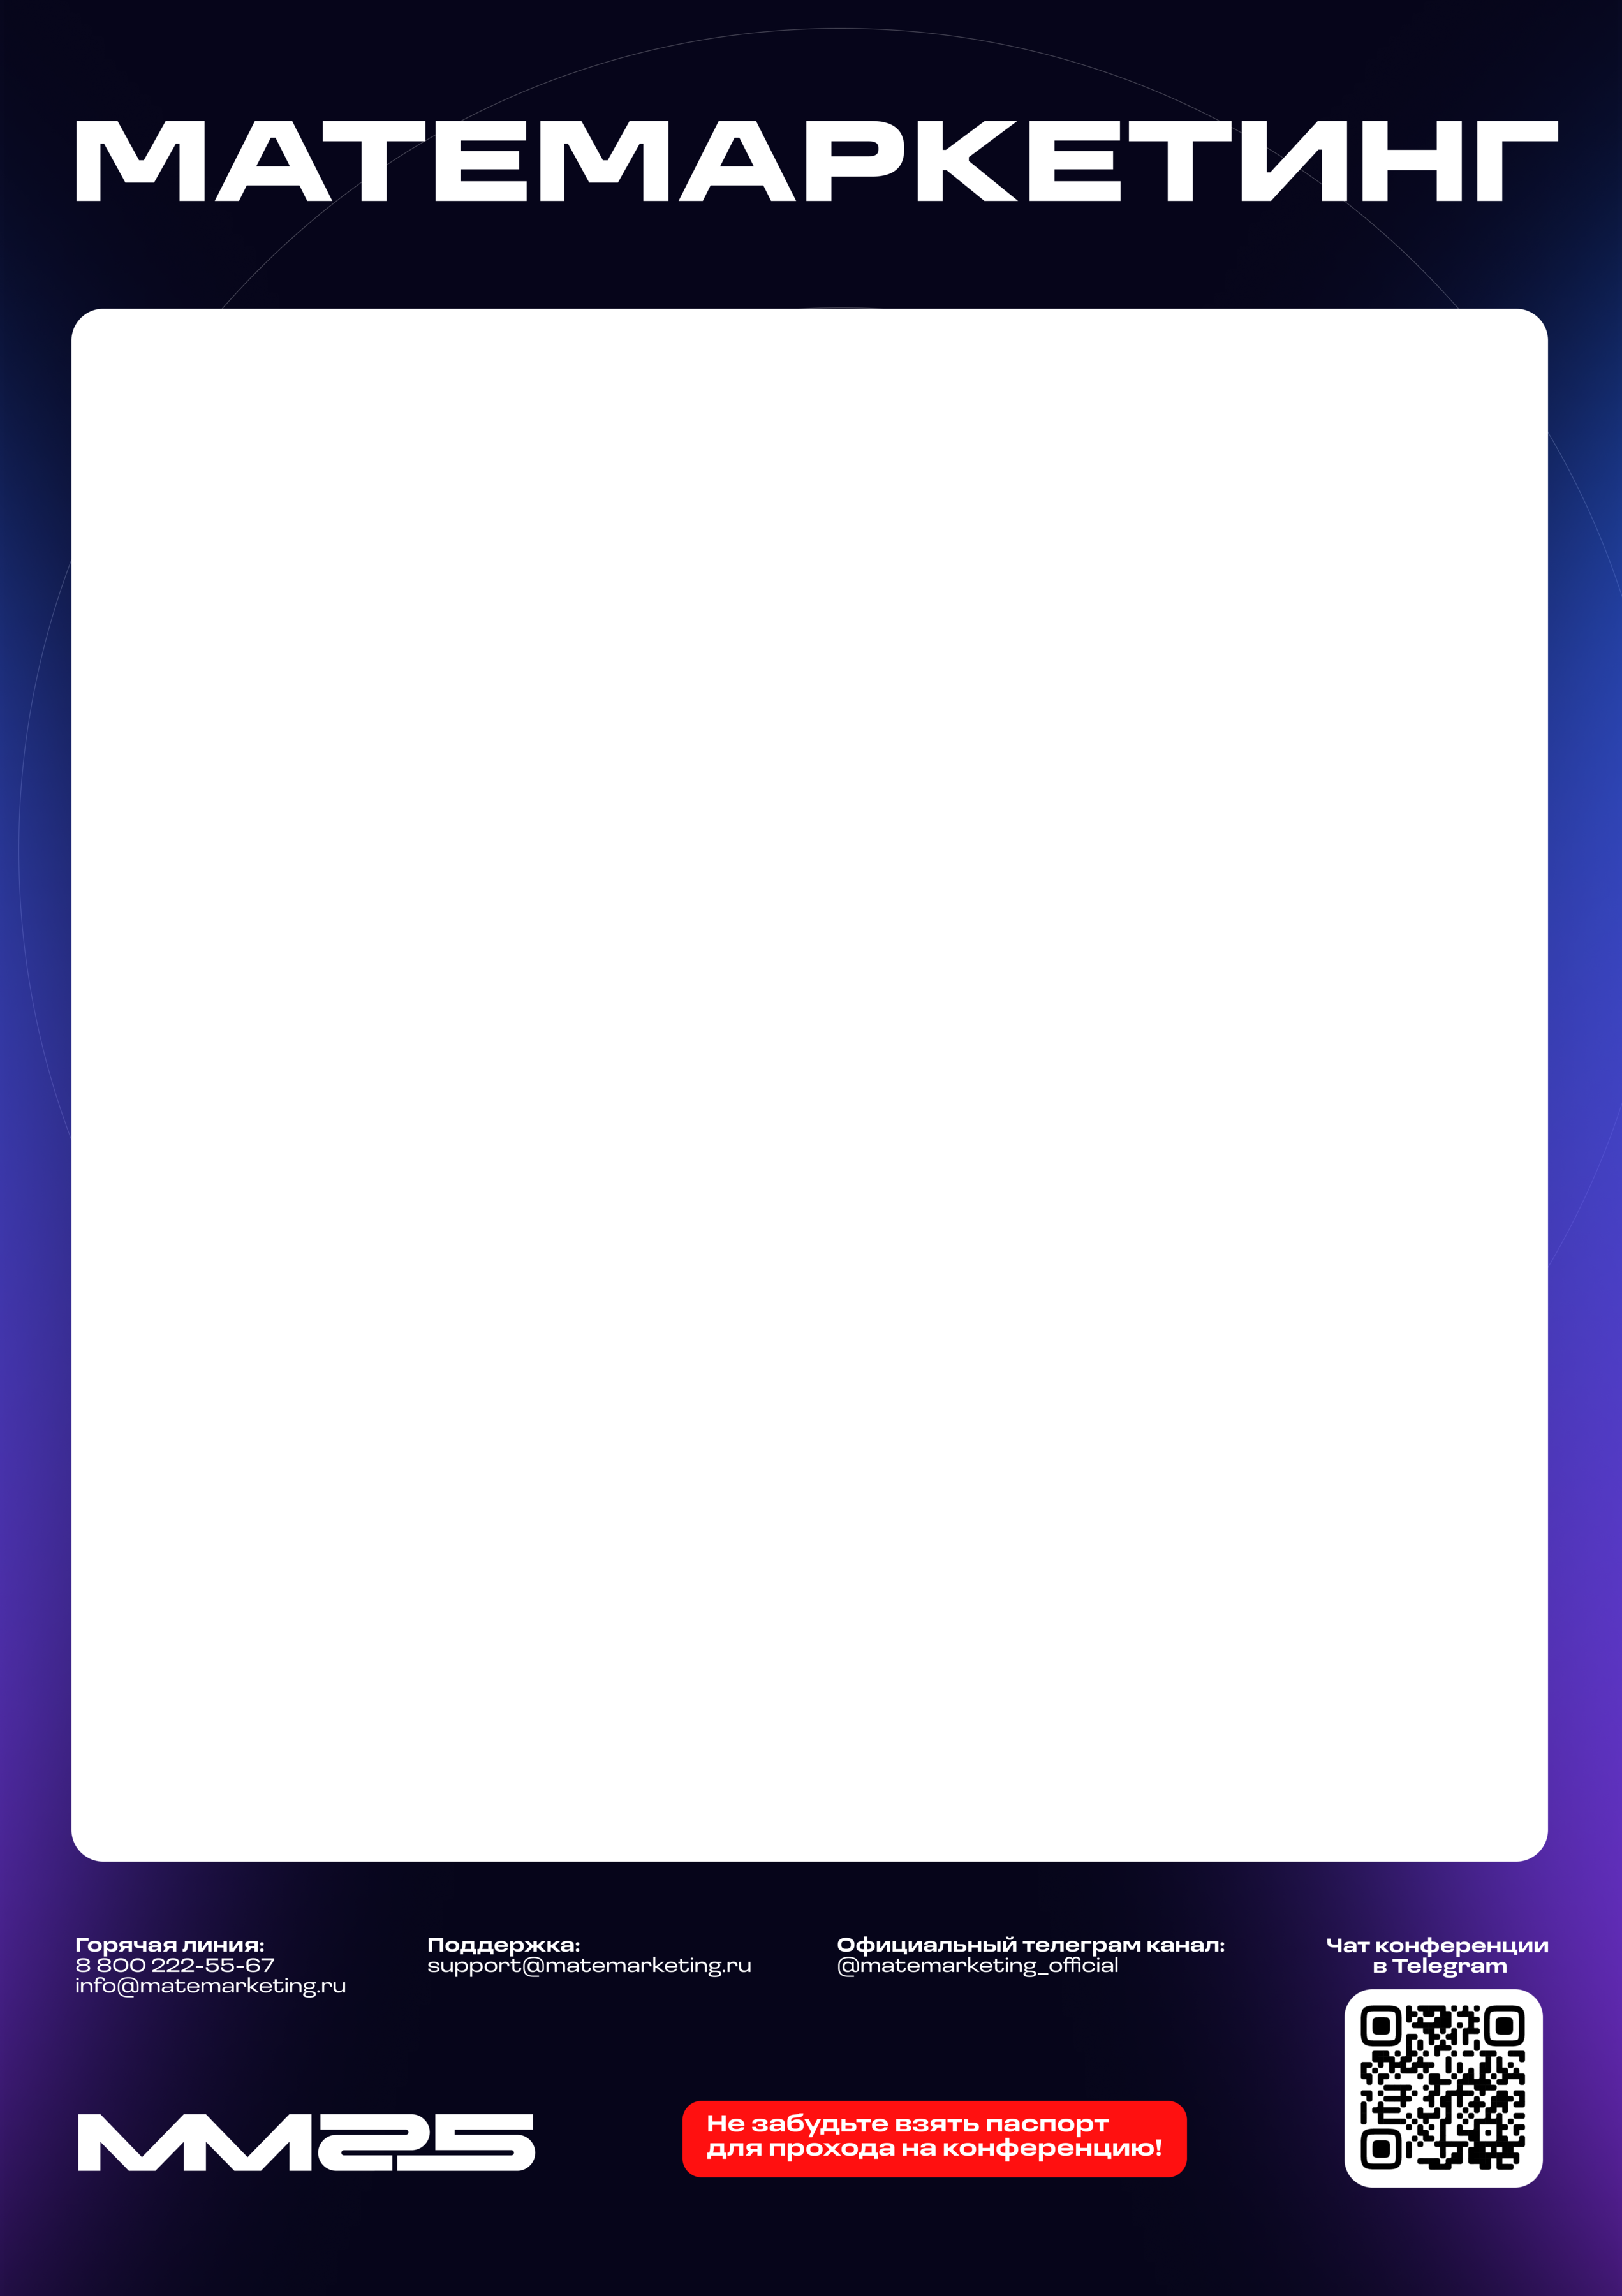 МАТЕМАРКЕТИНГ
Горячая линия:
8 800 222-55-67
info@matemarketing.ru
Поддержка:
support@matemarketing.ru
Официальный телеграм канал:
@matemarketing_official
Чат конференции
в Telegram
ММ25
Не забудьте взять паспорт
для прохода на конференцию!